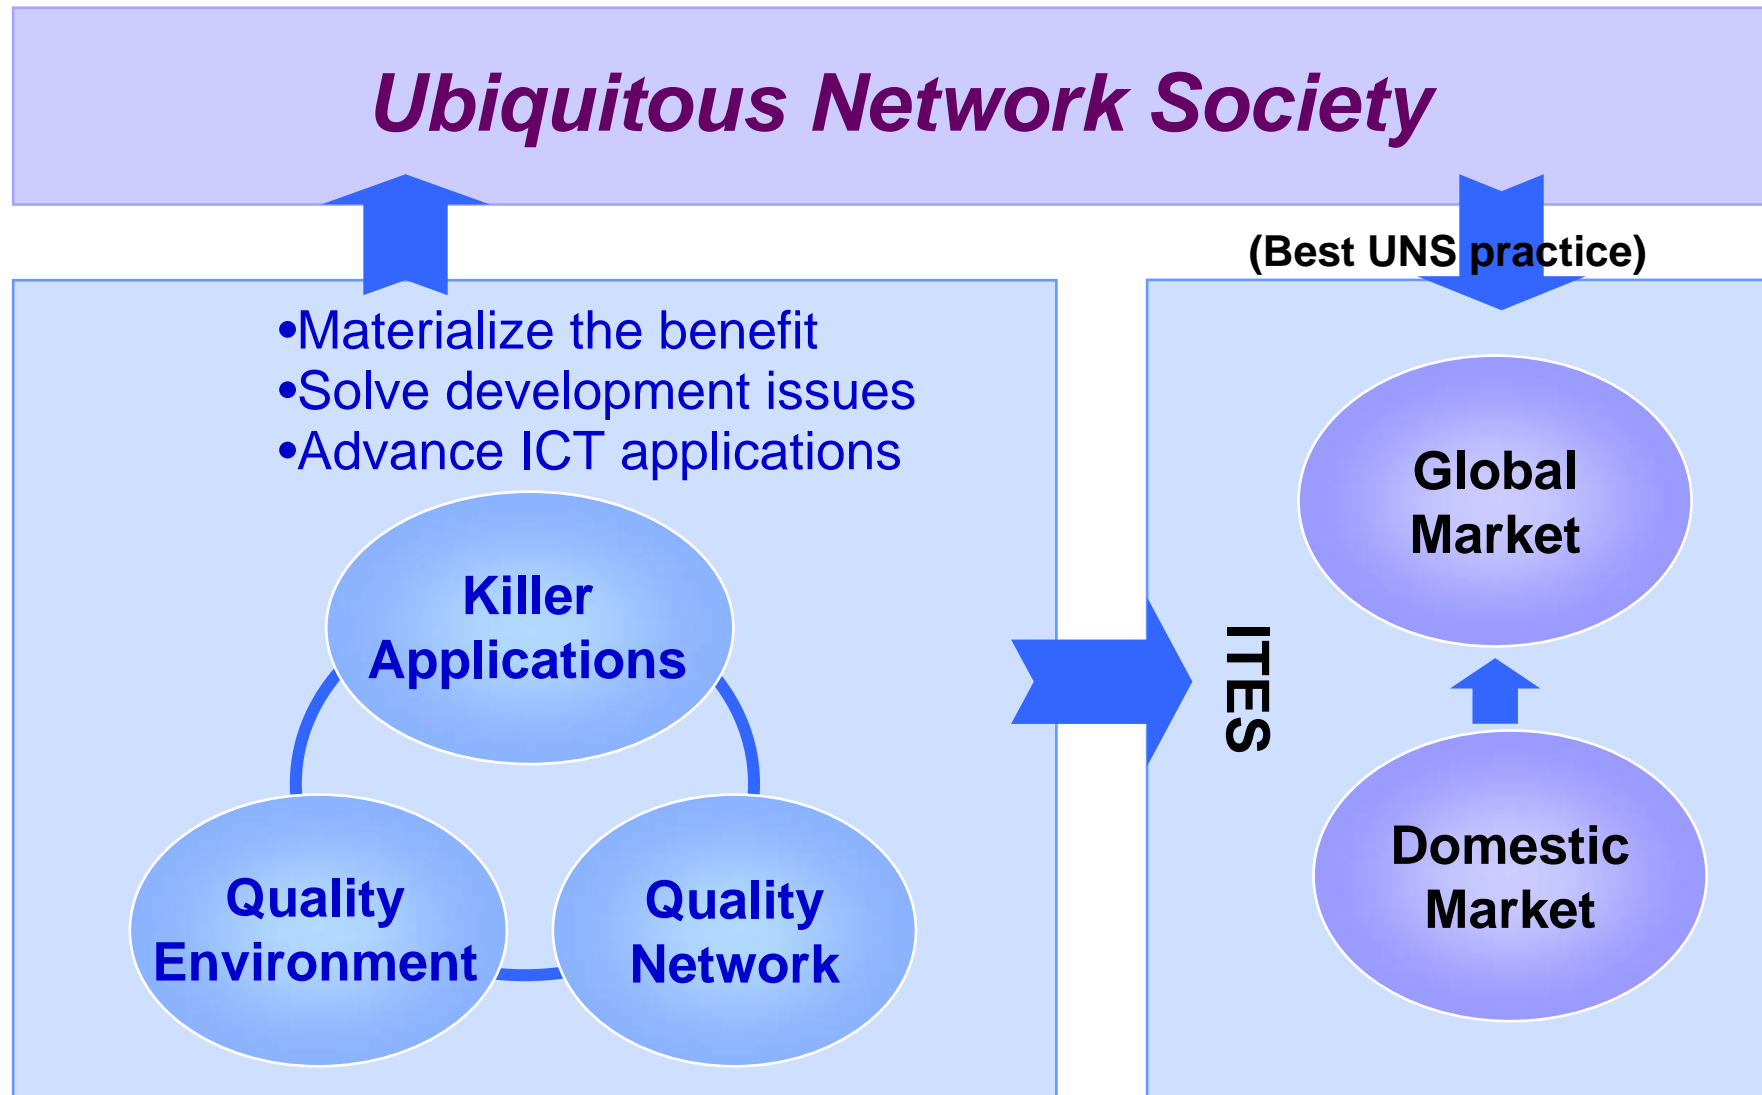 Ubiquitous Network Society
(Best UNS practice)
•Materialize the benefit
•Solve development issues
•Advance ICT applications
Killer
Applications
Quality
Environment
Quality
Network
ITES
Global
Market
Domestic
Market